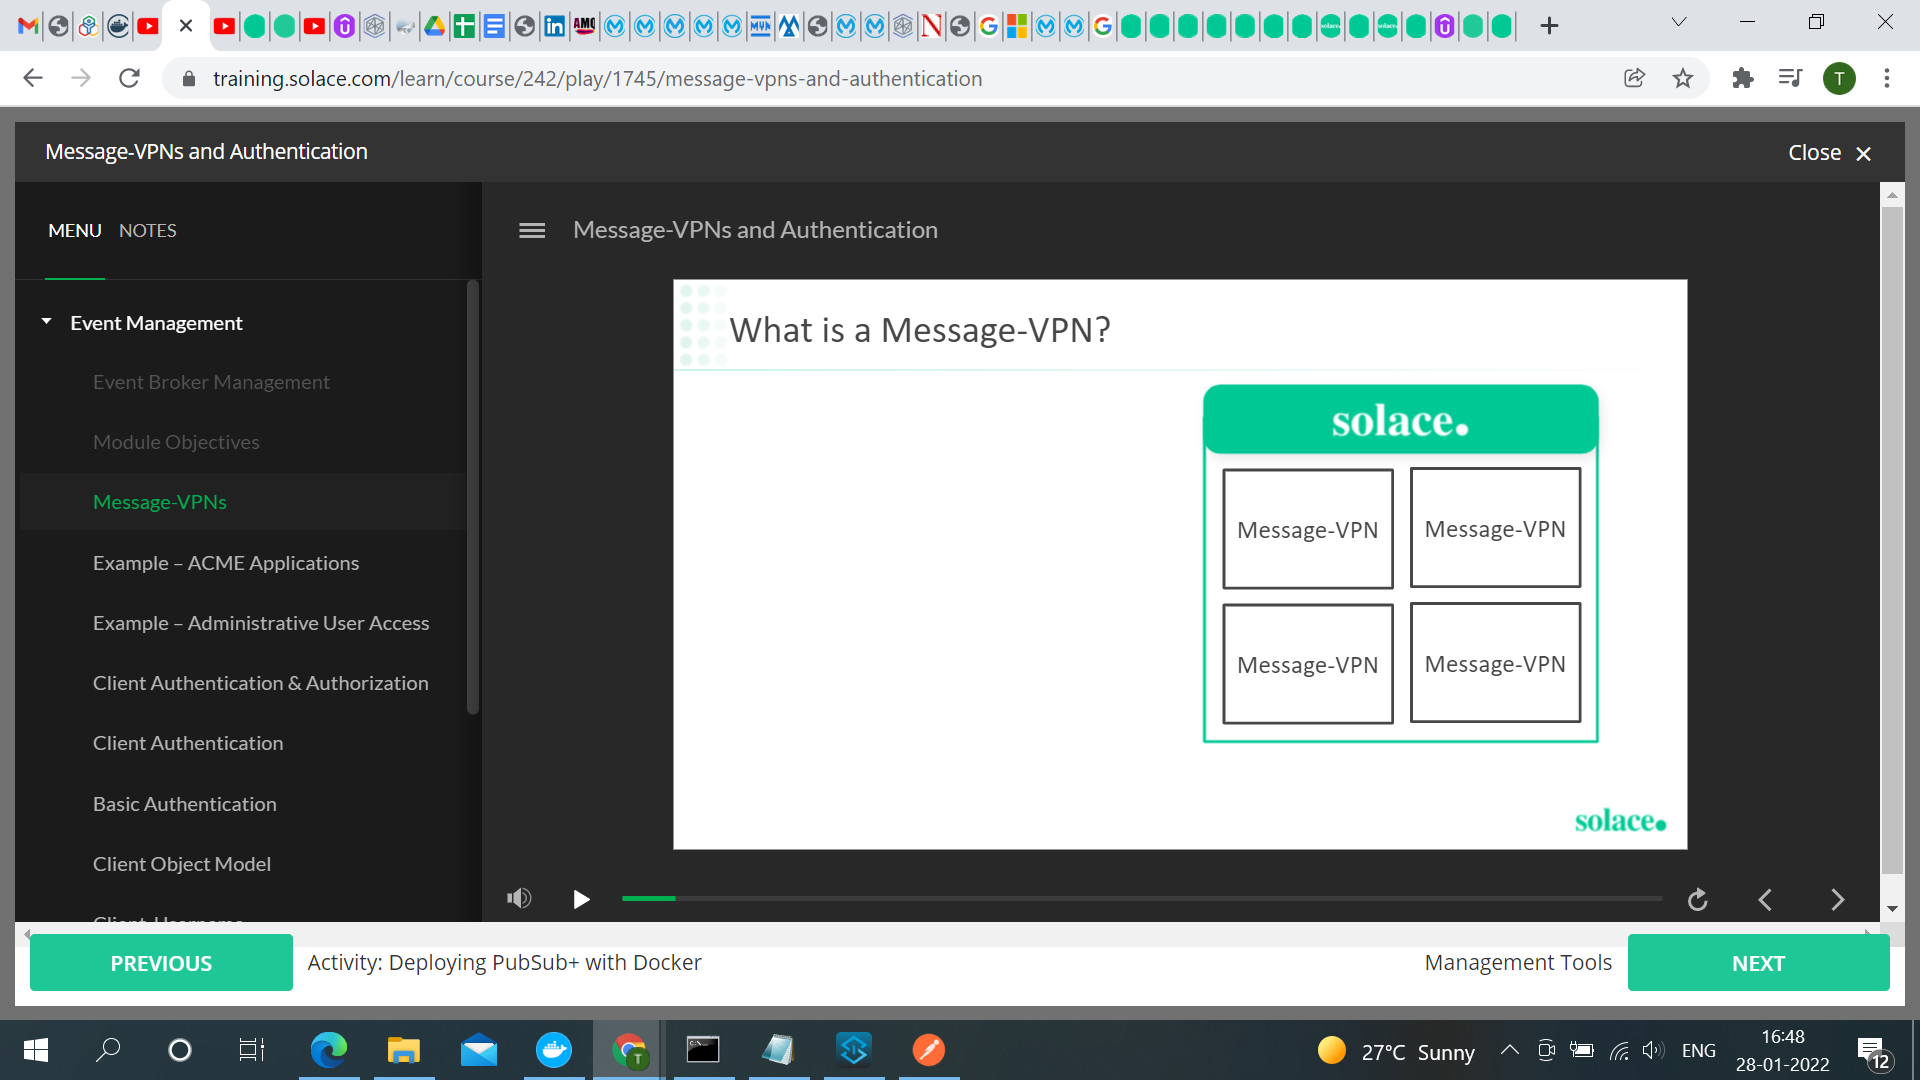 training.solace.com/learn/course/242/play/1745/message-vpns-and-authentication
T
Message-VPNs and Authentication
Close
MENU NOTES
Message-VPNs and Authentication
Event Management
Event Broker Management
Module Objectives
Message-VPNs
Example – ACME Applications
Example – Administrative User Access
Client Authentication & Authorization
Client Authentication
Basic Authentication
Client Object Model
What is a Message-VPN?
solace.
Message-VPN Message-VPN
Message-VPN Message-VPN
solace.
PREVIOUS
Activity: Deploying PubSub+ with Docker
Management Tools
NEXT
27°C Sunny
ENG
16:48
28-01-2022
12